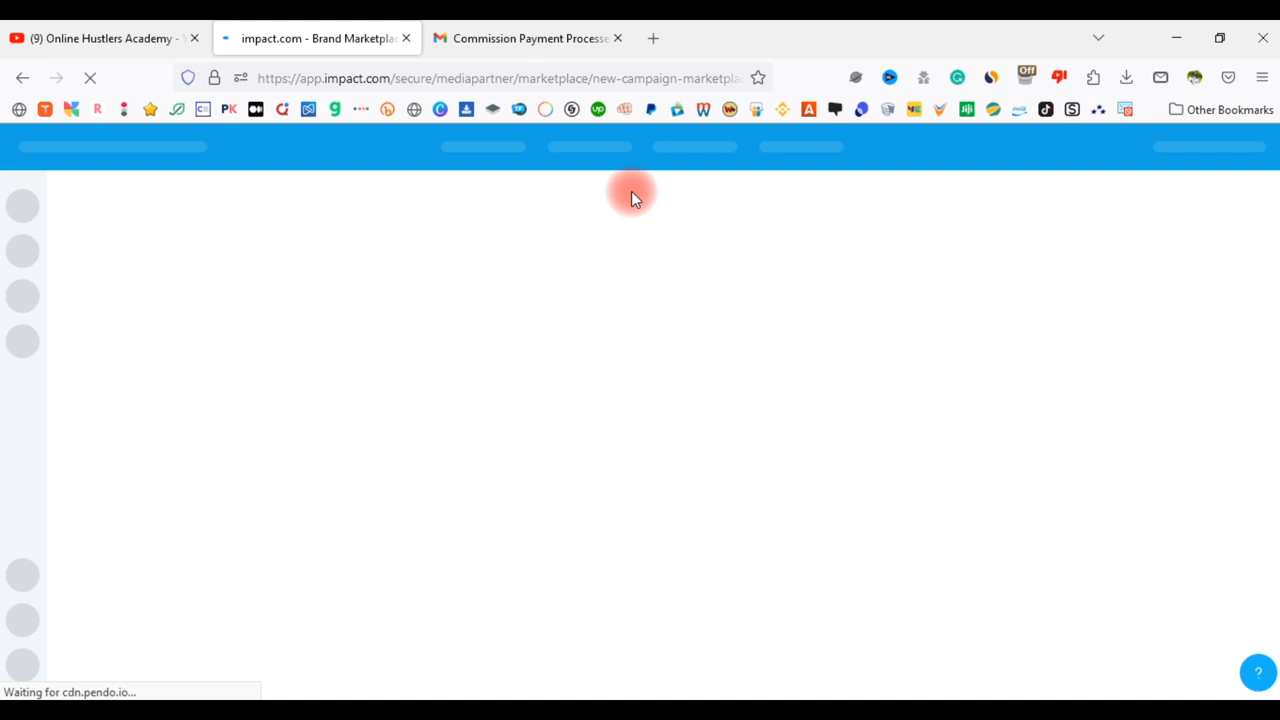 (9) Online Hustlers Academy -
impact.com - Brand Marketpla
Commission Payment Processe
https://app.impact.com/secure/mediapartner/marketplace/new-campaign-marketpla
Off
PK
Other Bookmarks
?
Waiting for cdn.pendo.io...